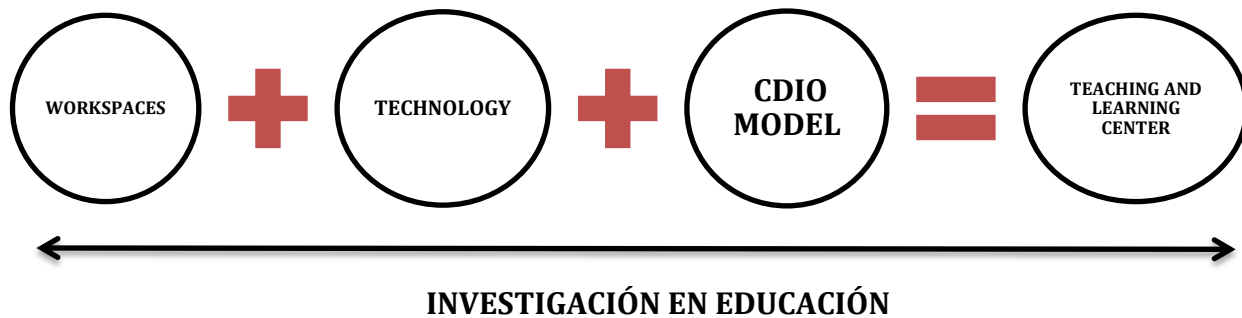 WORKSPACES
TECHNOLOGY
CDIO
MODEL
TEACHING AND
LEARNING
CENTER
INVESTIGACIÓN EN EDUCACIÓN